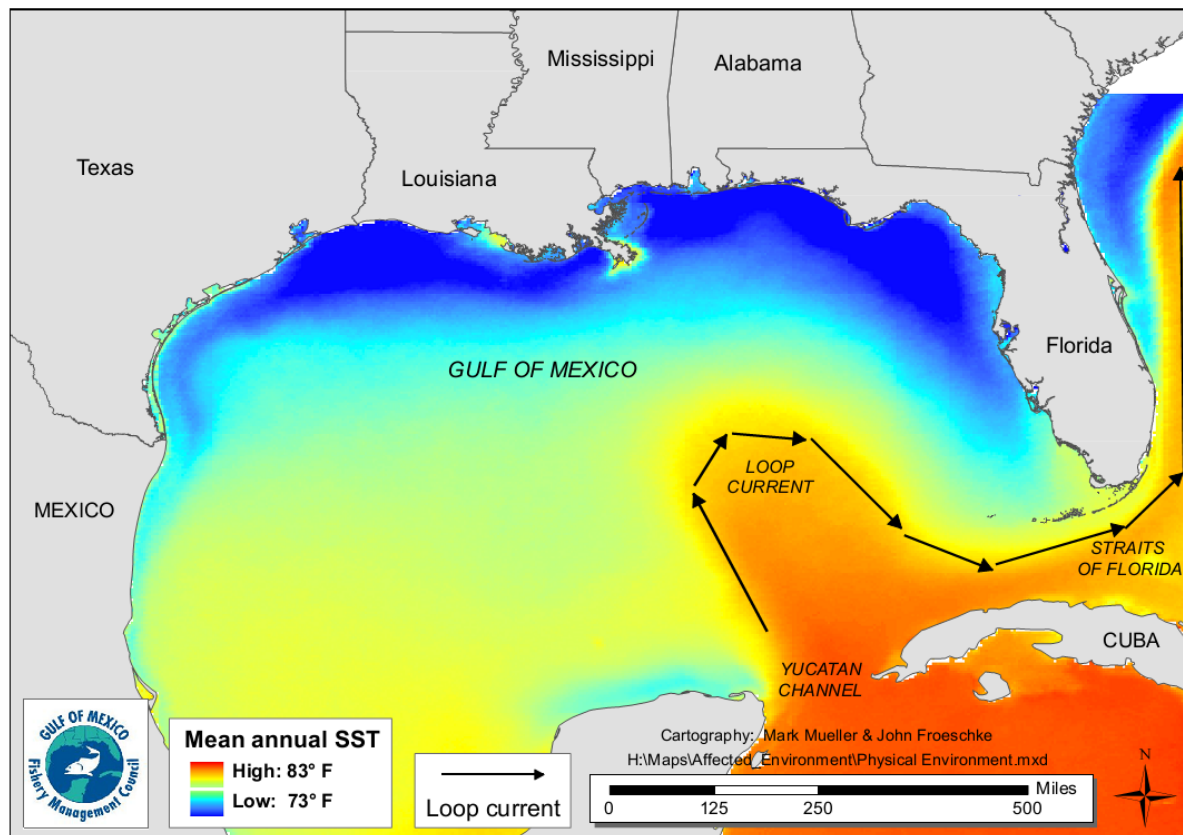 Mississippi
Alabama
Texas
Louisiana
GULF OF MEXICO
Florida
LOOP
CURRENT
MEXICO
STRAITS
OF FLORIDA
CUBA
YUCATAN
CHANNEL
GULF OF MEXICO
Fishery Management Council
Mean annual SST
High: 83° F
Low: 73° F
Loop current
Cartography: Mark Mueller & John Froeschke
H:\Maps\Affected_Environment\Physical Environment.mxd
Miles
0 125 250 500
N